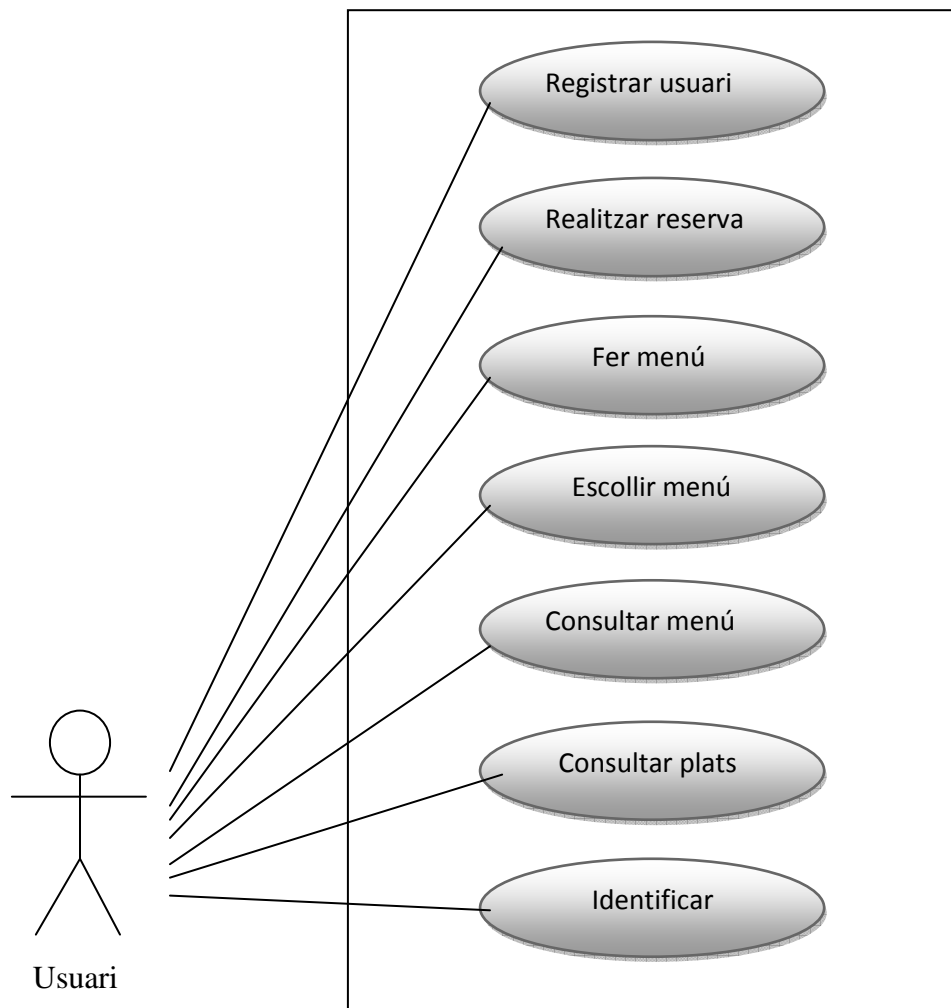 Registrar usuari
Realitzar reserva
Fer menú
Escollir menú
Consultar menú
Consultar plats
Identificar
Usuari